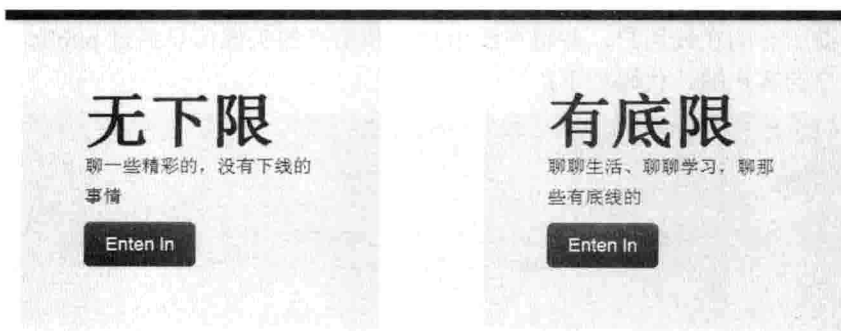 无下限
聊一些精彩的，没有下线的
事情
Enten In
有底限
聊聊生活、聊聊学习，聊那
些有底线的
Enten In